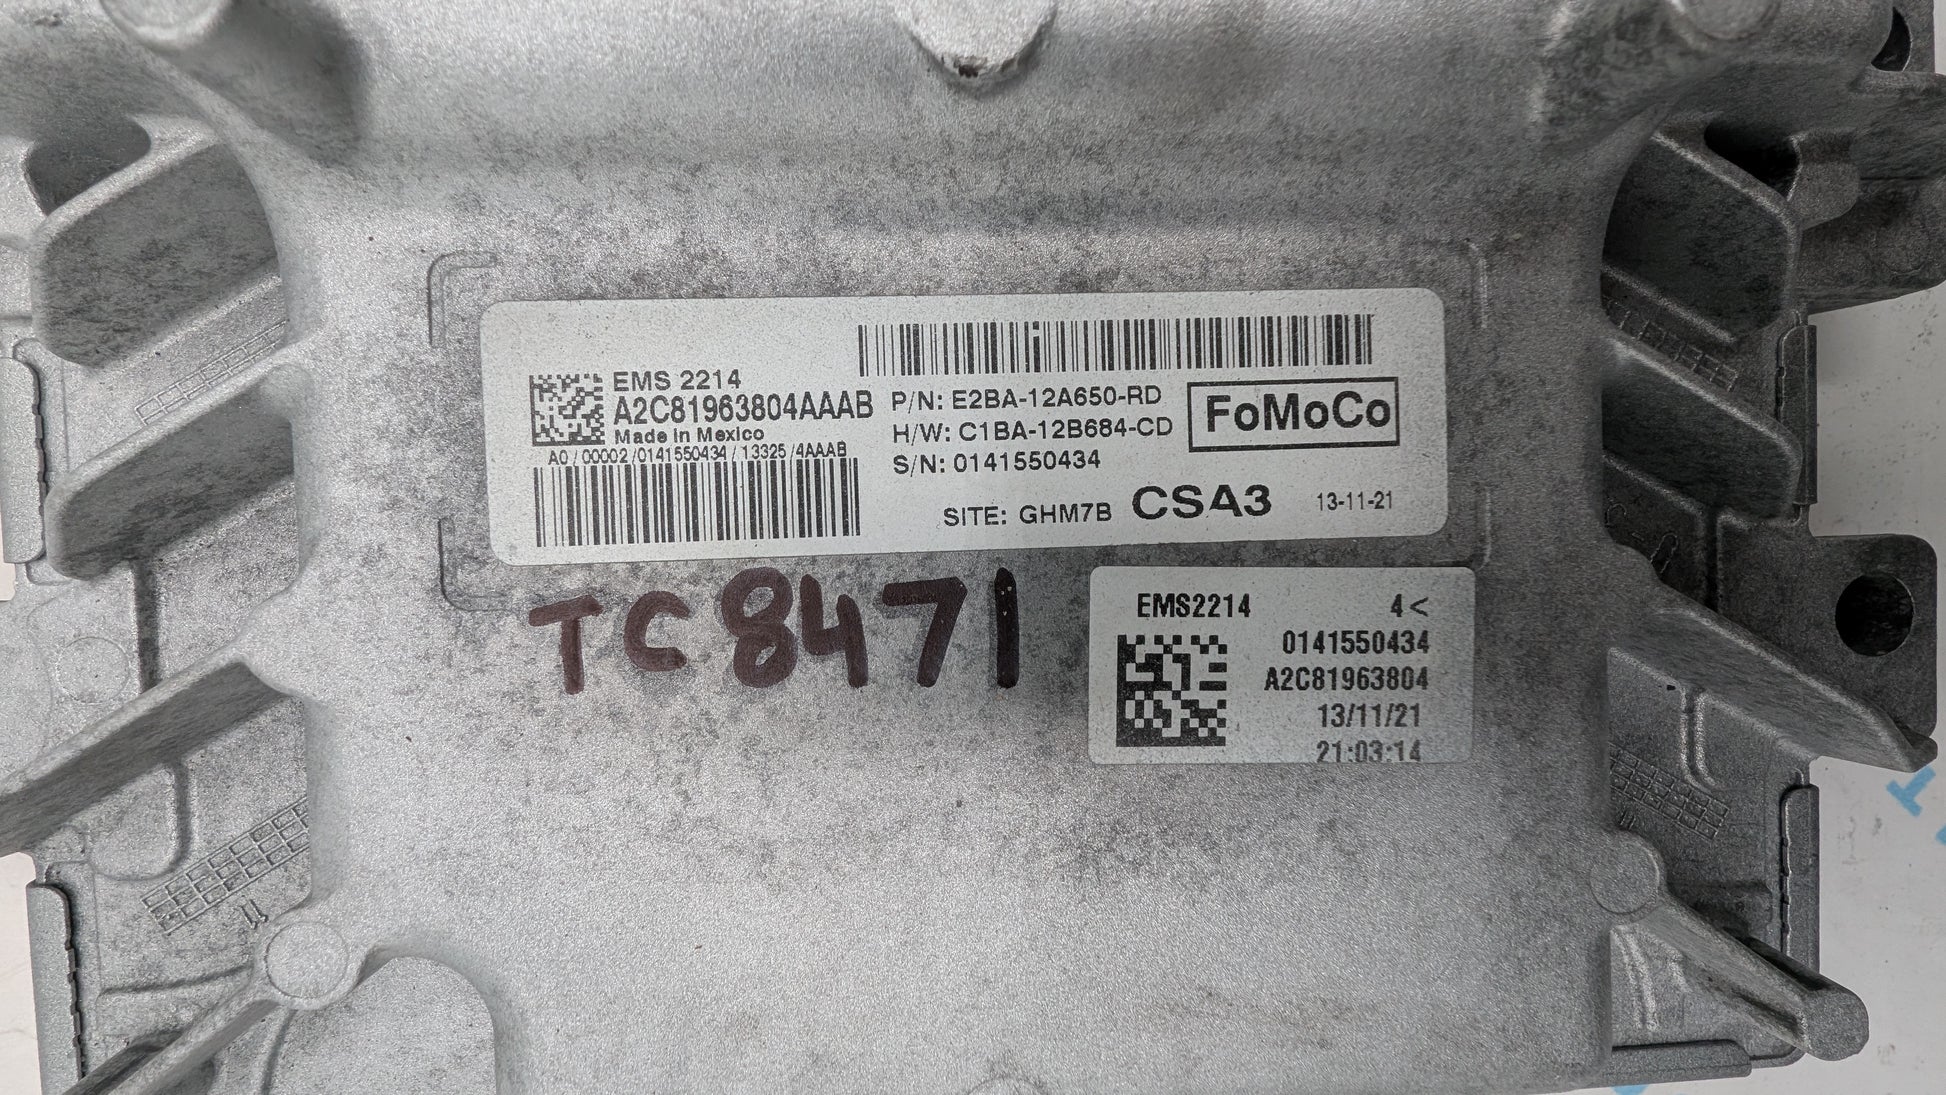 EMS 2214
A2C81963804AAAB
Made in Mexico
A0/00002/0141550434/13325/4AAAB
P/N: E2BA-12A650-RD
H/W: C1BA-12B684-CD
S/N: 0141550434
FoMoCo
SITE: GHM7B CSA3 13-11-21
TC8471
EMS2214 4<
0141550434
A2C81963804
13/11/21
21:03:14